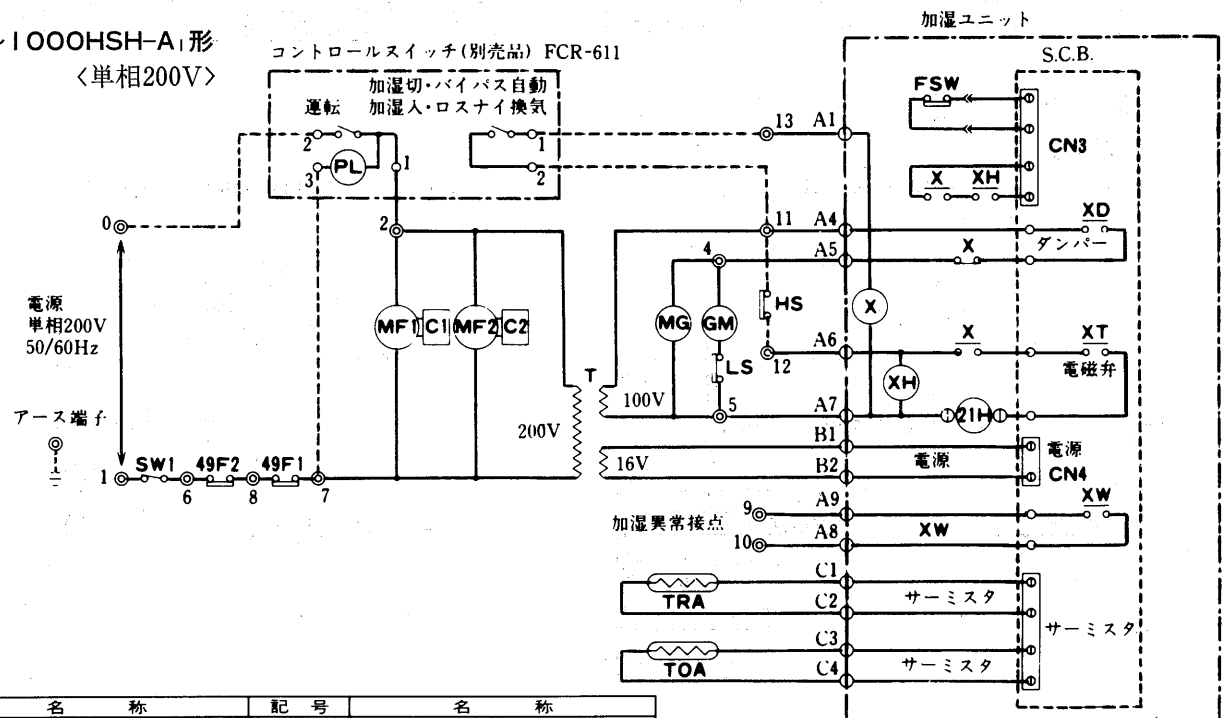 1000HSH-A₁形
〈単相200V〉
コントロールスイッチ(別売品) FCR-611
運転
加湿切・バイパス自動
加湿入・ロスナイ換気
2
3
PL
1
1
2
加湿ユニット
S.C.B.
FSW
CN3
X XH
13 A1
0
2
11 A4
XD
ダンパー
4
A5
X
電源
単相200V
50/60Hz
MF1 C1 MF2 C2
MG GM
HS
X
LS
12
A6
X
XT
電磁弁
XH
T
100V
200V
5
A7
21H
アース端子
B1
16V
B2
電源
電源
CN4
1 SW1 49F2 49F1
6 8 7
加湿異常接点
9 A9
XW
10 A8
XW
C1
TRA
C2
サーミスタ
サーミスタ
C3
TOA
C4
サーミスタ
名称 記号 名称